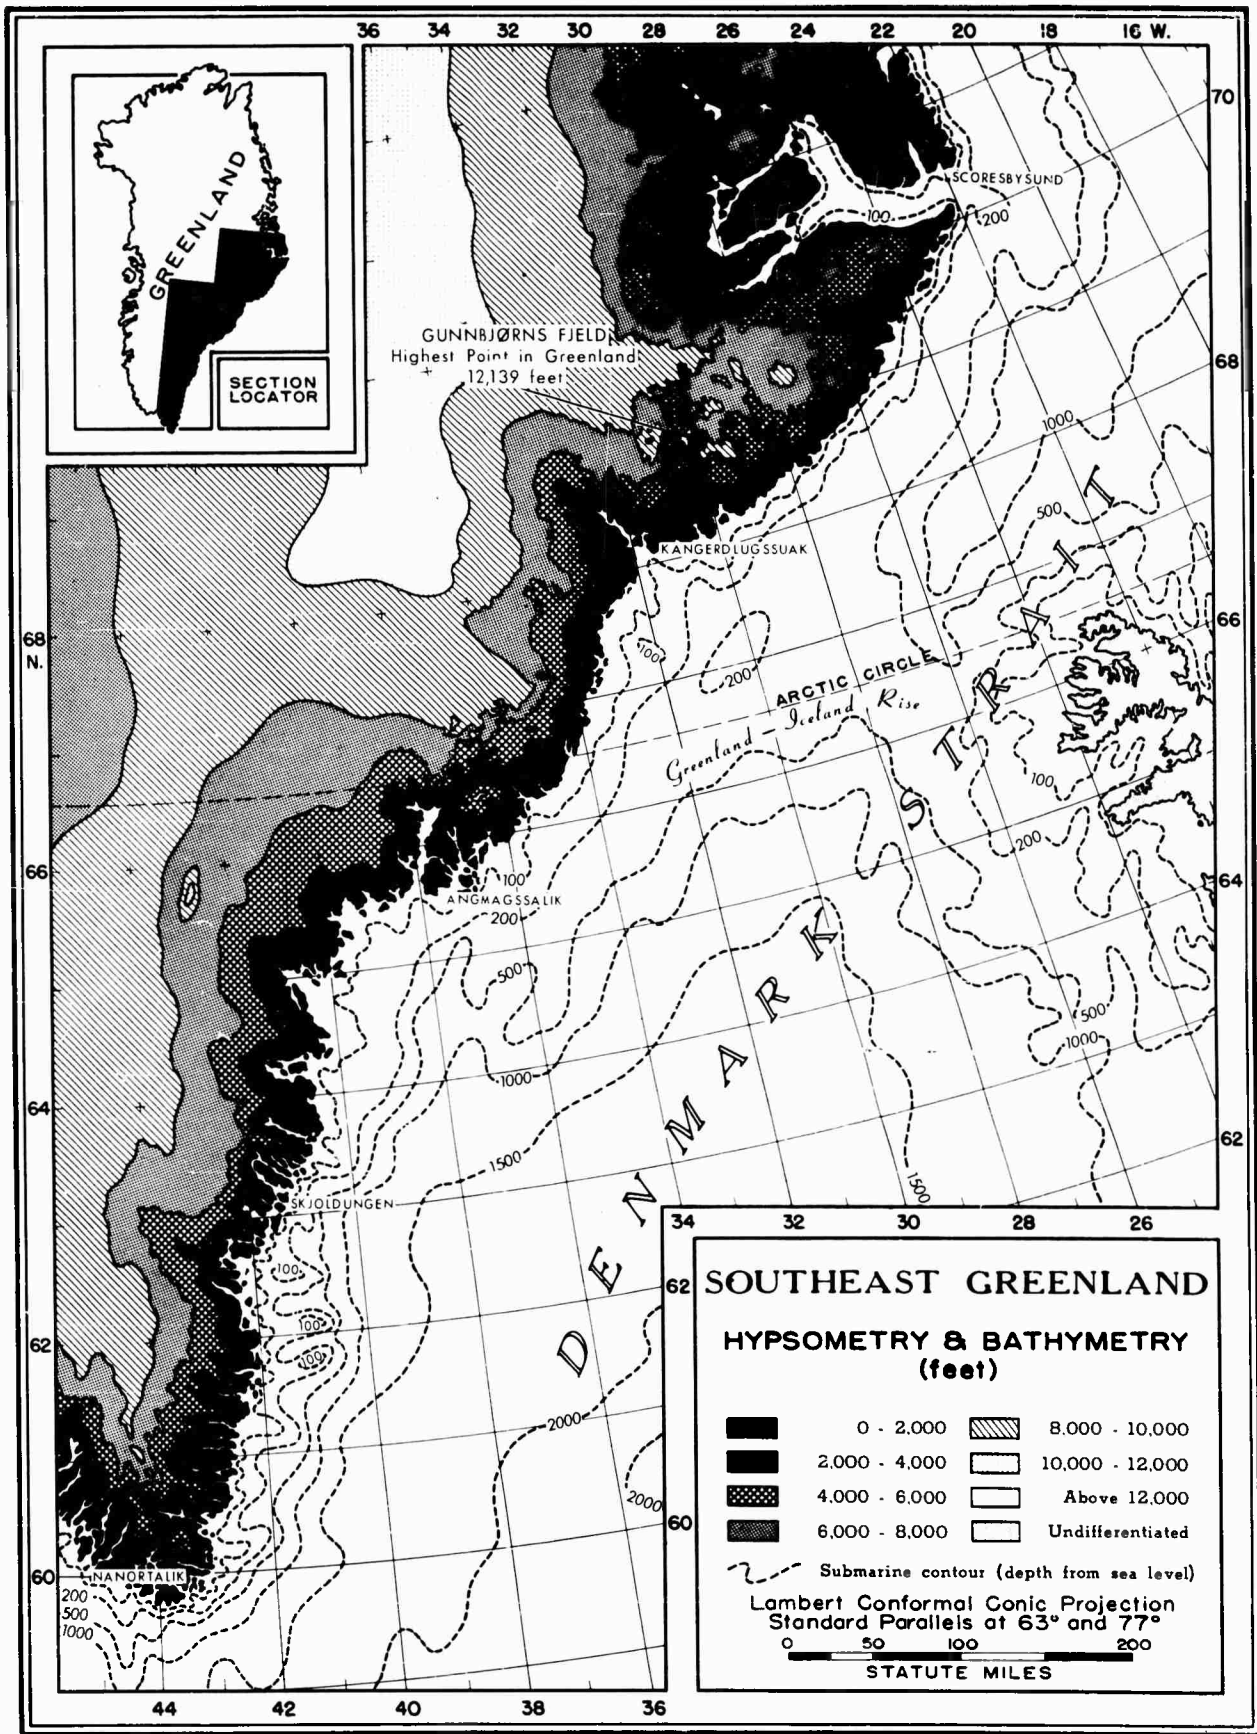 36 34 32 30 28 26 24 22 20 18 16 W.
70
GREENLAND
SECTION
LOCATOR
SCORESBYSUND
100
200
GUNNBJØRNS FJELD
Highest Point in Greenland
12,139 feet
68
1000
500
KANGERDLUGSSUAK
66
68
N.
100
200
ARCTIC CIRCLE
Greenland - Iceland Rise
DENMARK STRAIT
100
200
66
64
100
ANGMAGSSALIK
200
500
500
1000
1000
64
62
1500
1500
SKJOLDUNGEN
34 32 30 28 26
100
100
100
62
62
2000
2000
60
60
NANORTALIK
200
500
1000
44 42 40 38 36
SOUTHEAST GREENLAND
HYPSOMETRY & BATHYMETRY
(feet)
0 - 2,000 8.000 - 10,000
2,000 - 4,000 10,000 - 12,000
4,000 - 6,000 Above 12,000
6,000 - 8,000 Undifferentiated
Submarine contour (depth from sea level)
Lambert Conformal Conic Projection
Standard Parallels at 63° and 77°
0 50 100 200
STATUTE MILES